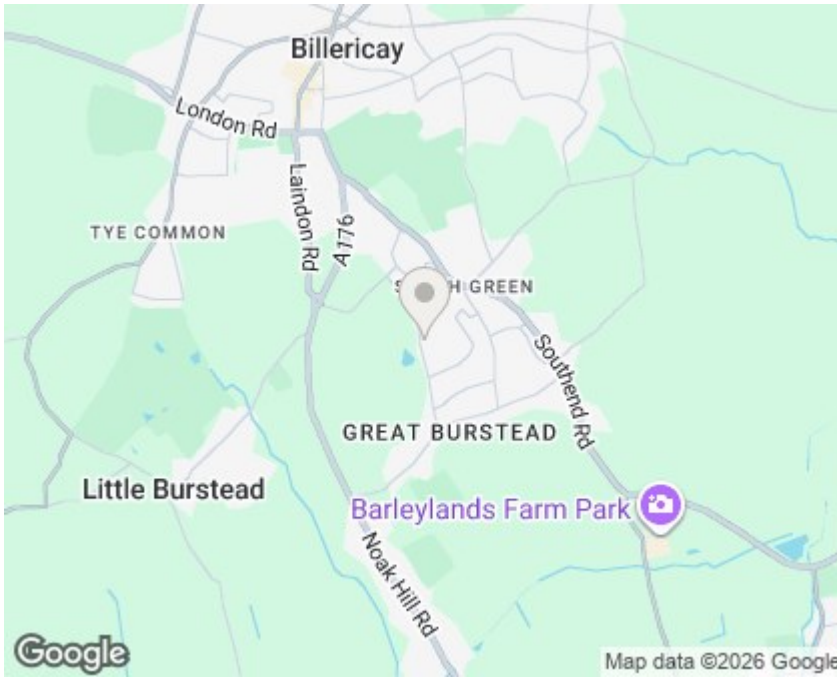 Billericay
London Rd
Laindon Rd
A176
TYE COMMON
GREEN
Southend Rd
GREAT BURSTEAD
Little Burstead
Barleylands Farm Park
Noak Hill Rd
Google
Map data ©2026 Google